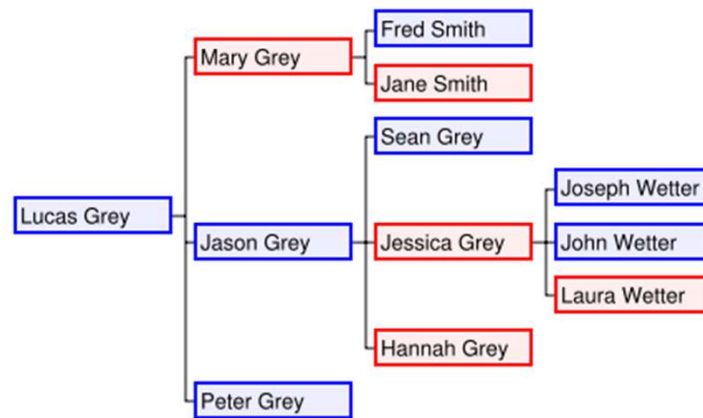 Fred Smith
Mary Grey
Jane Smith
Sean Grey
Joseph Wetter
Lucas Grey
Jason Grey
Jessica Grey
John Wetter
Laura Wetter
Hannah Grey
Peter Grey